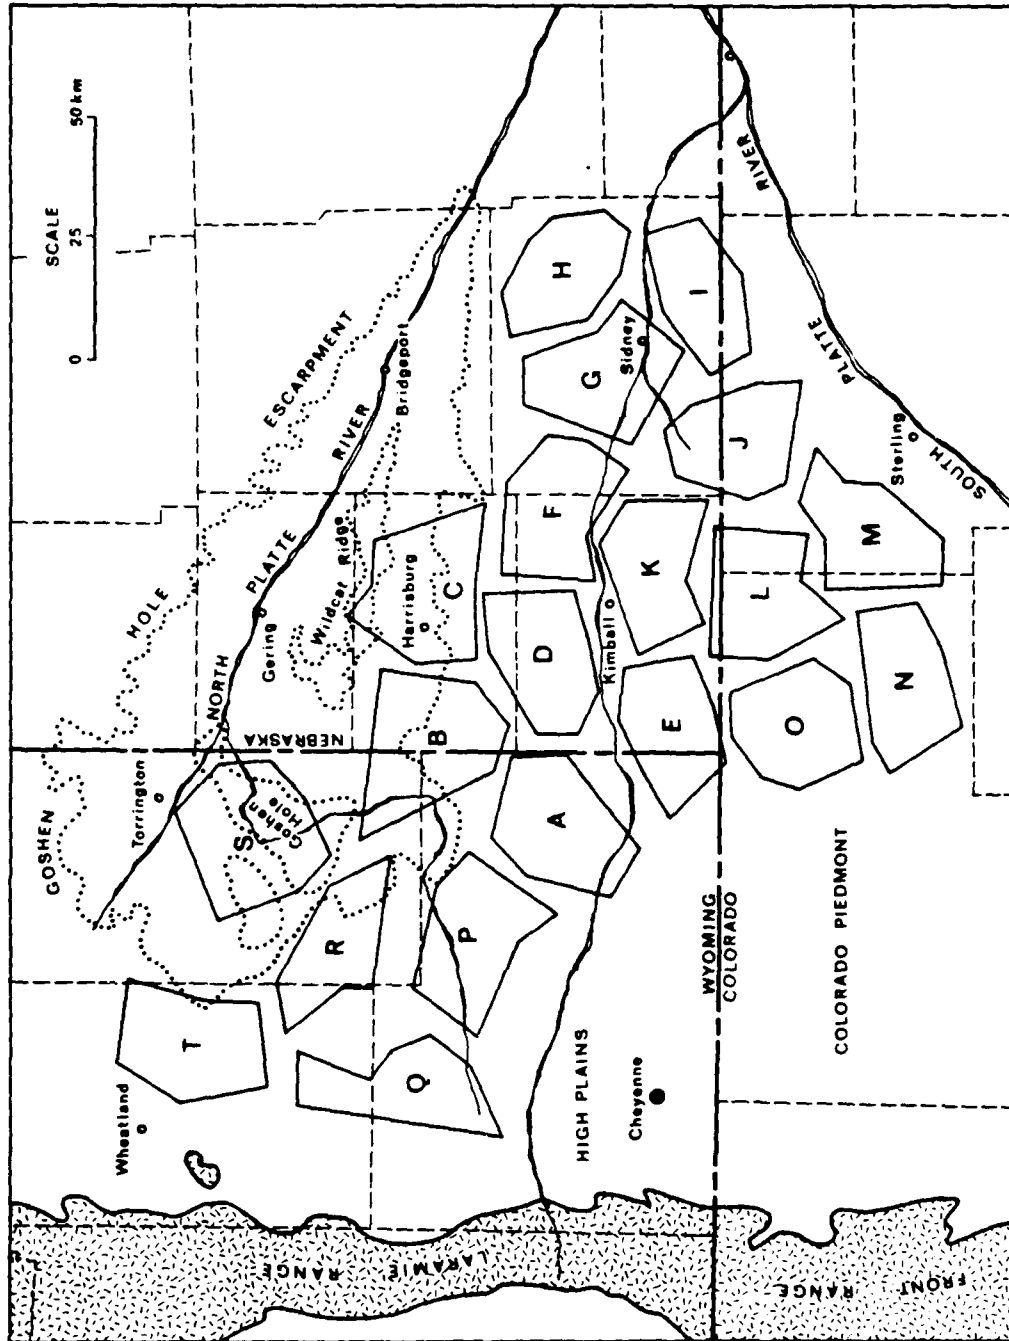 SCALE
0 25 50 km
GOSHEN
HOLE
ESCARPMENT
Torrington
NORTH
PLATTE
RIVER
Gering
Bridgeport
Wildcat Ridge
Harrisburg
NEBRASKA
Goshen
Hole
Wheatland
T
S
R
Q
P
A
B
C
D
E
F
G
H
I
J
K
L
M
N
O
Sidney
Kimball
HIGH PLAINS
Cheyenne
WYOMING
COLORADO
COLORADO PIEDMONT
Sterling
SOUTH
PLATTE
RIVER
LARAMIE
RANGE
FRONT
RANGE